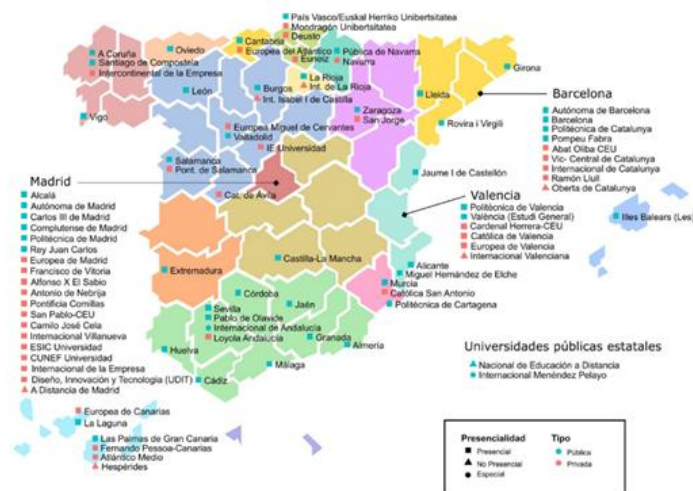 País Vasco/Euskal Herriko Unibertsitatea
Mondragón Unibertsitatea
Deusto
Cantabria
Europea del Atlántico
Euneiz
Pública de Navarra
Navarra
A Coruña
Santiago de Compostela
Intercontinental de la Empresa
Vigo
Oviedo
León
Burgos
Int. Isabel I de Castilla
La Rioja
Int. de La Rioja
Europea Miguel de Cervantes
Valladolid
IE Universidad
Salamanca
Pont. de Salamanca
Cat. de Ávila
Zaragoza
San Jorge
Lleida
Girona
Rovira i Virgili
Barcelona
Autónoma de Barcelona
Barcelona
Politécnica de Catalunya
Pompeu Fabra
Abat Oliba CEU
Vic- Central de Catalunya
Internacional de Catalunya
Ramón Llull
Oberta de Catalunya
Jaume I de Castellón
Valencia
Politècnica de Valencia
València (Estudi General)
Cardenal Herrera-CEU
Católica de Valencia
Europea de Valencia
Internacional Valenciana
Illes Balears (Les)
Madrid
Alcalá
Autónoma de Madrid
Carlos III de Madrid
Complutense de Madrid
Politécnica de Madrid
Rey Juan Carlos
Europea de Madrid
Francisco de Vitoria
Alfonso X El Sabio
Antonio de Nebrija
Pontificia Comillas
San Pablo-CEU
Camilo José Cela
Internacional Villanueva
ESIC Universidad
CUNEF Universidad
Internacional de la Empresa
Diseño, Innovación y Tecnología (UDIT)
A Distancia de Madrid
Extremadura
Castilla-La Mancha
Alicante
Miguel Hernández de Elche
Murcia
Católica San Antonio
Politécnica de Cartagena
Córdoba
Jaén
Sevilla
Pablo de Olavide
Internacional de Andalucía
Loyola Andalucía
Granada
Almería
Huelva
Málaga
Cádiz
Europea de Canarias
La Laguna
Las Palmas de Gran Canaria
Fernando Pessoa-Canarias
Atlántico Medio
Hespérides
Universidades públicas estatales
Nacional de Educación a Distancia
Internacional Menéndez Pelayo
Presencialidad
Presencial
No Presencial
Especial
Tipo
Pública
Privada